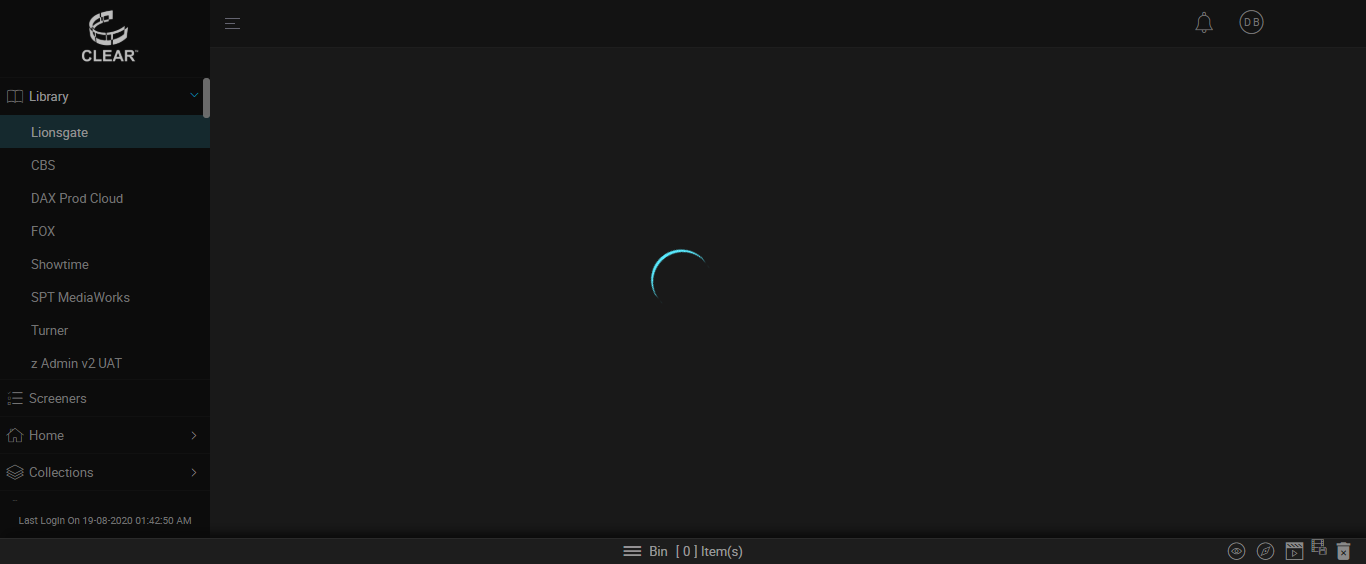 CLEAR™
DB
Library
Lionsgate
CBS
DAX Prod Cloud
FOX
Showtime
SPT MediaWorks
Turner
z Admin v2 UAT
Screeners
Home
Collections
Last Login On 19-08-2020 01:42:50 AM
Bin [ 0 ] Item(s)